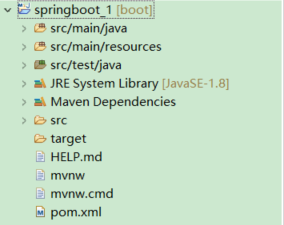 springboot_1 [boot]
src/main/java
src/main/resources
src/test/java
JRE System Library [JavaSE-1.8]
Maven Dependencies
src
target
HELP.md
mvnw
mvnw.cmd
pom.xml